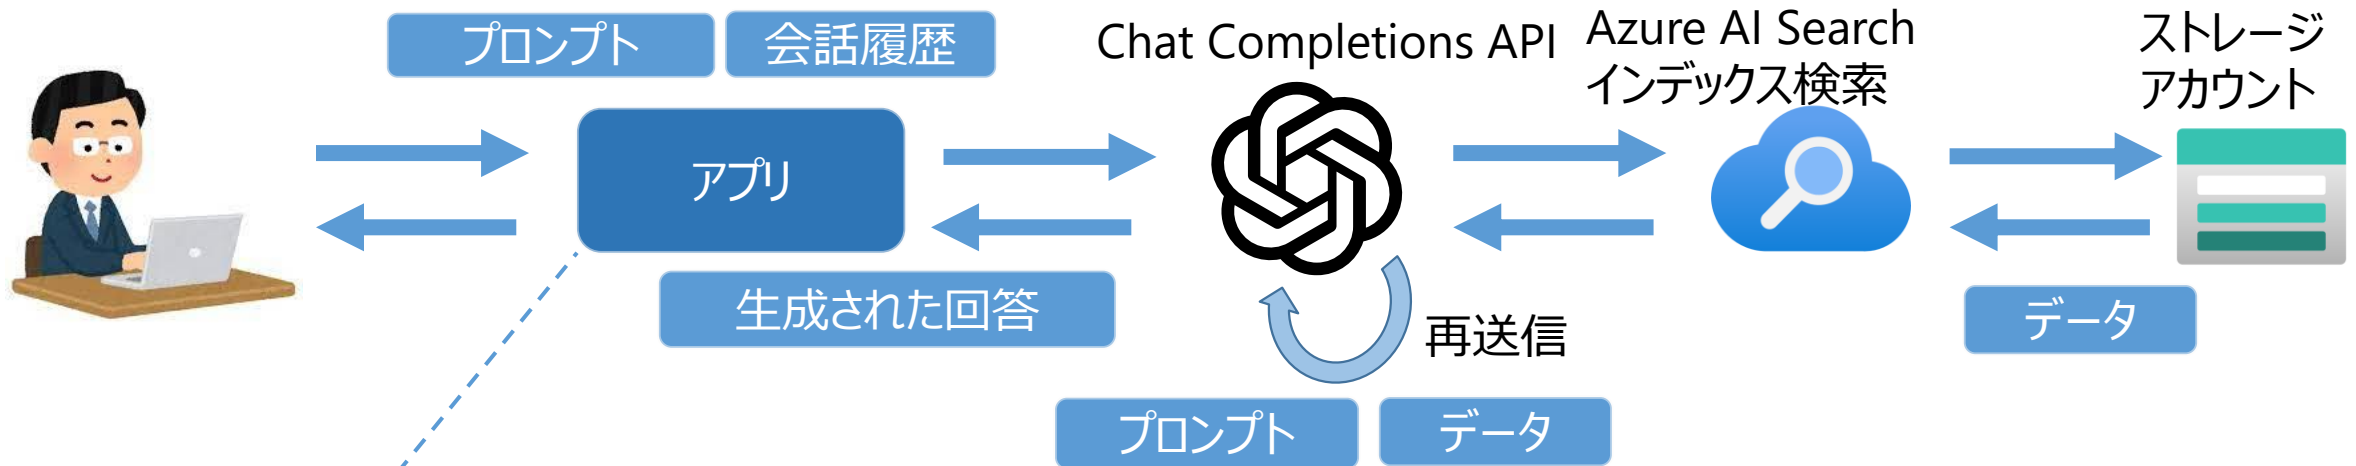 プロンプト
会話履歴
Chat Completions API
Azure AI Search
インデックス検索
ストレージ
アカウント
アプリ
生成された回答
再送信
データ
プロンプト
データ